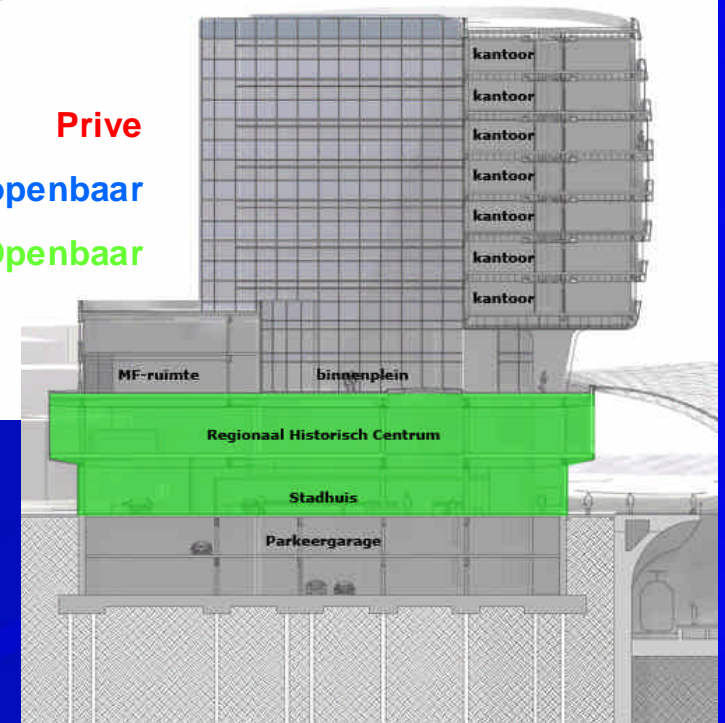 kantoor
kantoor
Prive
kantoor
openbaar
kantoor
kantoor
Openbaar
kantoor
kantoor
MF-ruimte binnenplein
Regionaal Historisch Centrum
Stadhuis
Parkeergarage